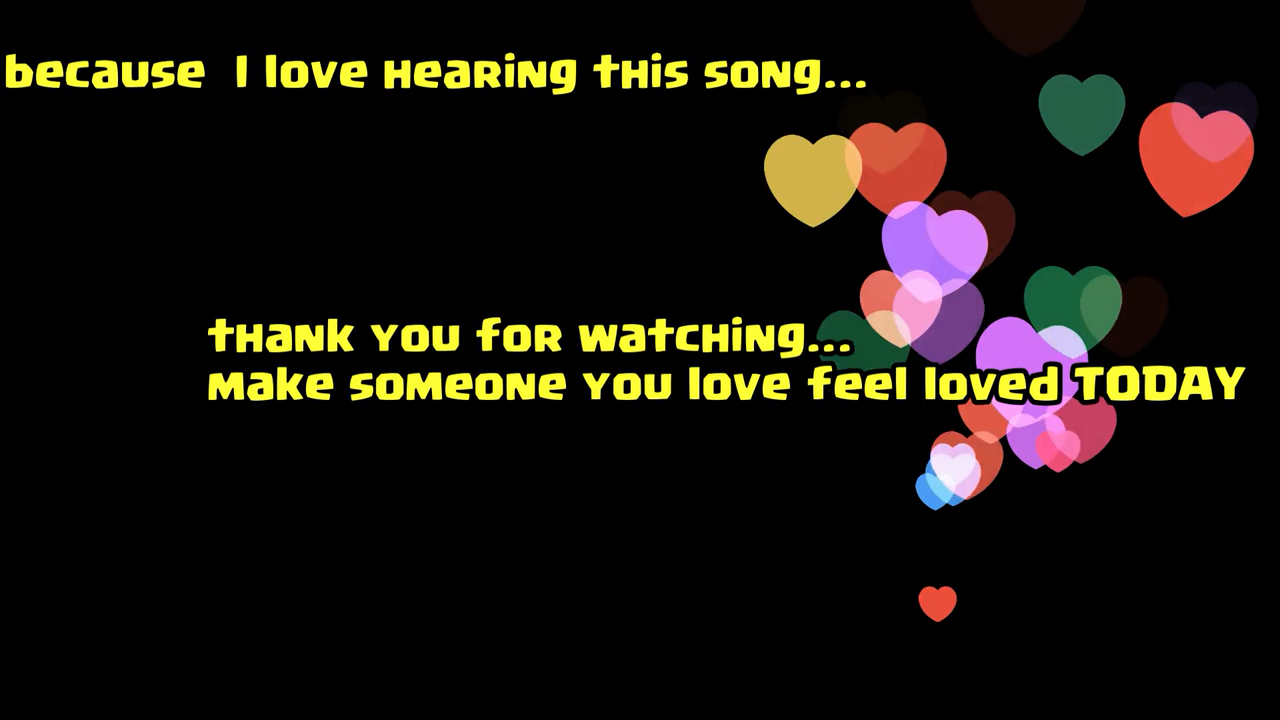 because I love hearing this song...
thank you for watching...
make someone you love feel loved TODAY